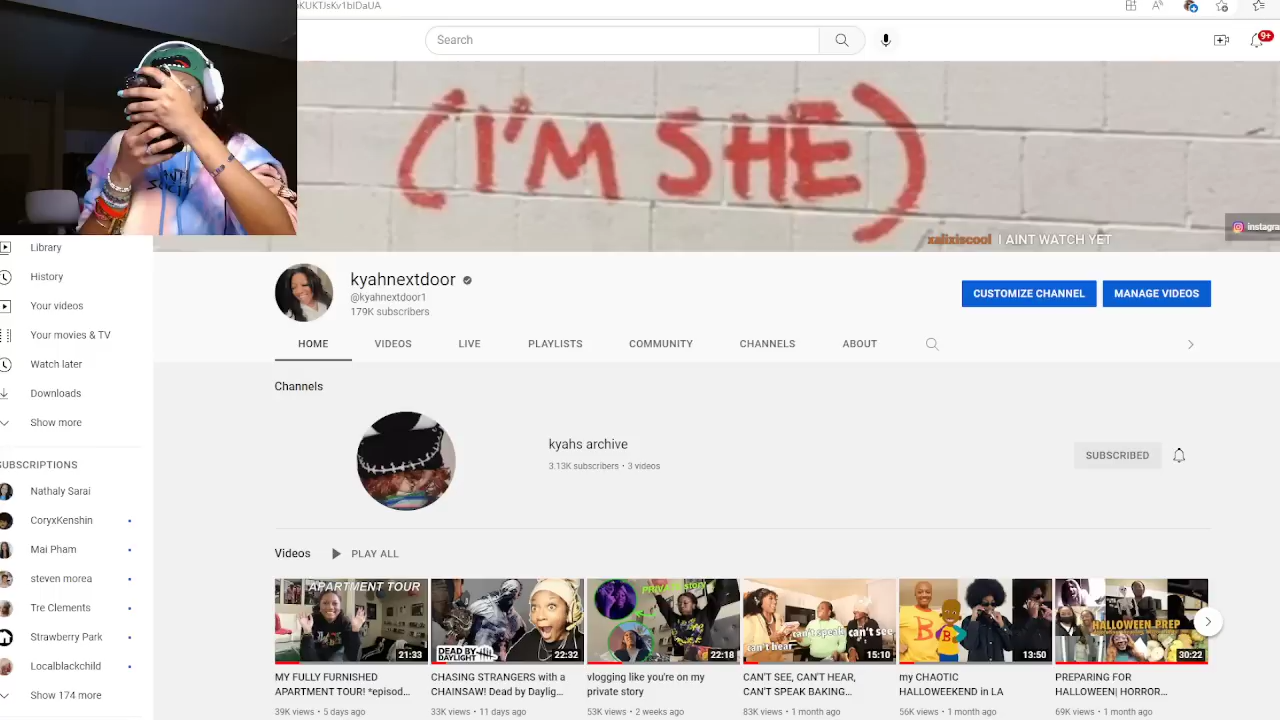 KUKTJsKv1biDaUA
Search
9+
(I'M SHE)
xalixiscool I AINT WATCH YET
instagra
Library
History
Your videos
Your movies & TV
Watch later
Downloads
Show more
SUBSCRIPTIONS
Nathaly Sarai
CoryxKenshin
Mai Pham
steven morea
Tre Clements
Strawberry Park
Localblackchild
Show 174 more
kyahnextdoor
@kyahnextdoor1
179K subscribers
CUSTOMIZE CHANNEL
MANAGE VIDEOS
HOME VIDEOS LIVE PLAYLISTS COMMUNITY CHANNELS ABOUT
Channels
kyahs archive
3.13K subscribers • 3 videos
SUBSCRIBED
Videos PLAY ALL
APARTMENT TOUR
21:33
MY FULLY FURNISHED
APARTMENT TOUR! *episod...
39K views • 5 days ago
DEAD BY
DAYLIGHT
22:32
CHASING STRANGERS with a
CHAINSAW! Dead by Daylig...
33K views • 11 days ago
PRIVATE STORY
22:18
vlogging like you're on my
private story
53K views • 2 weeks ago
can't hear
can't speak
can't see
15:10
CAN'T SEE, CAN'T HEAR,
CAN'T SPEAK BAKING...
83K views • 1 month ago
13:50
my CHAOTIC
HALLOWEEKEND in LA
56K views • 1 month ago
HALLOWEEN PREP
30:22
PREPARING FOR
HALLOWEEN| HORROR...
69K views • 1 month ago